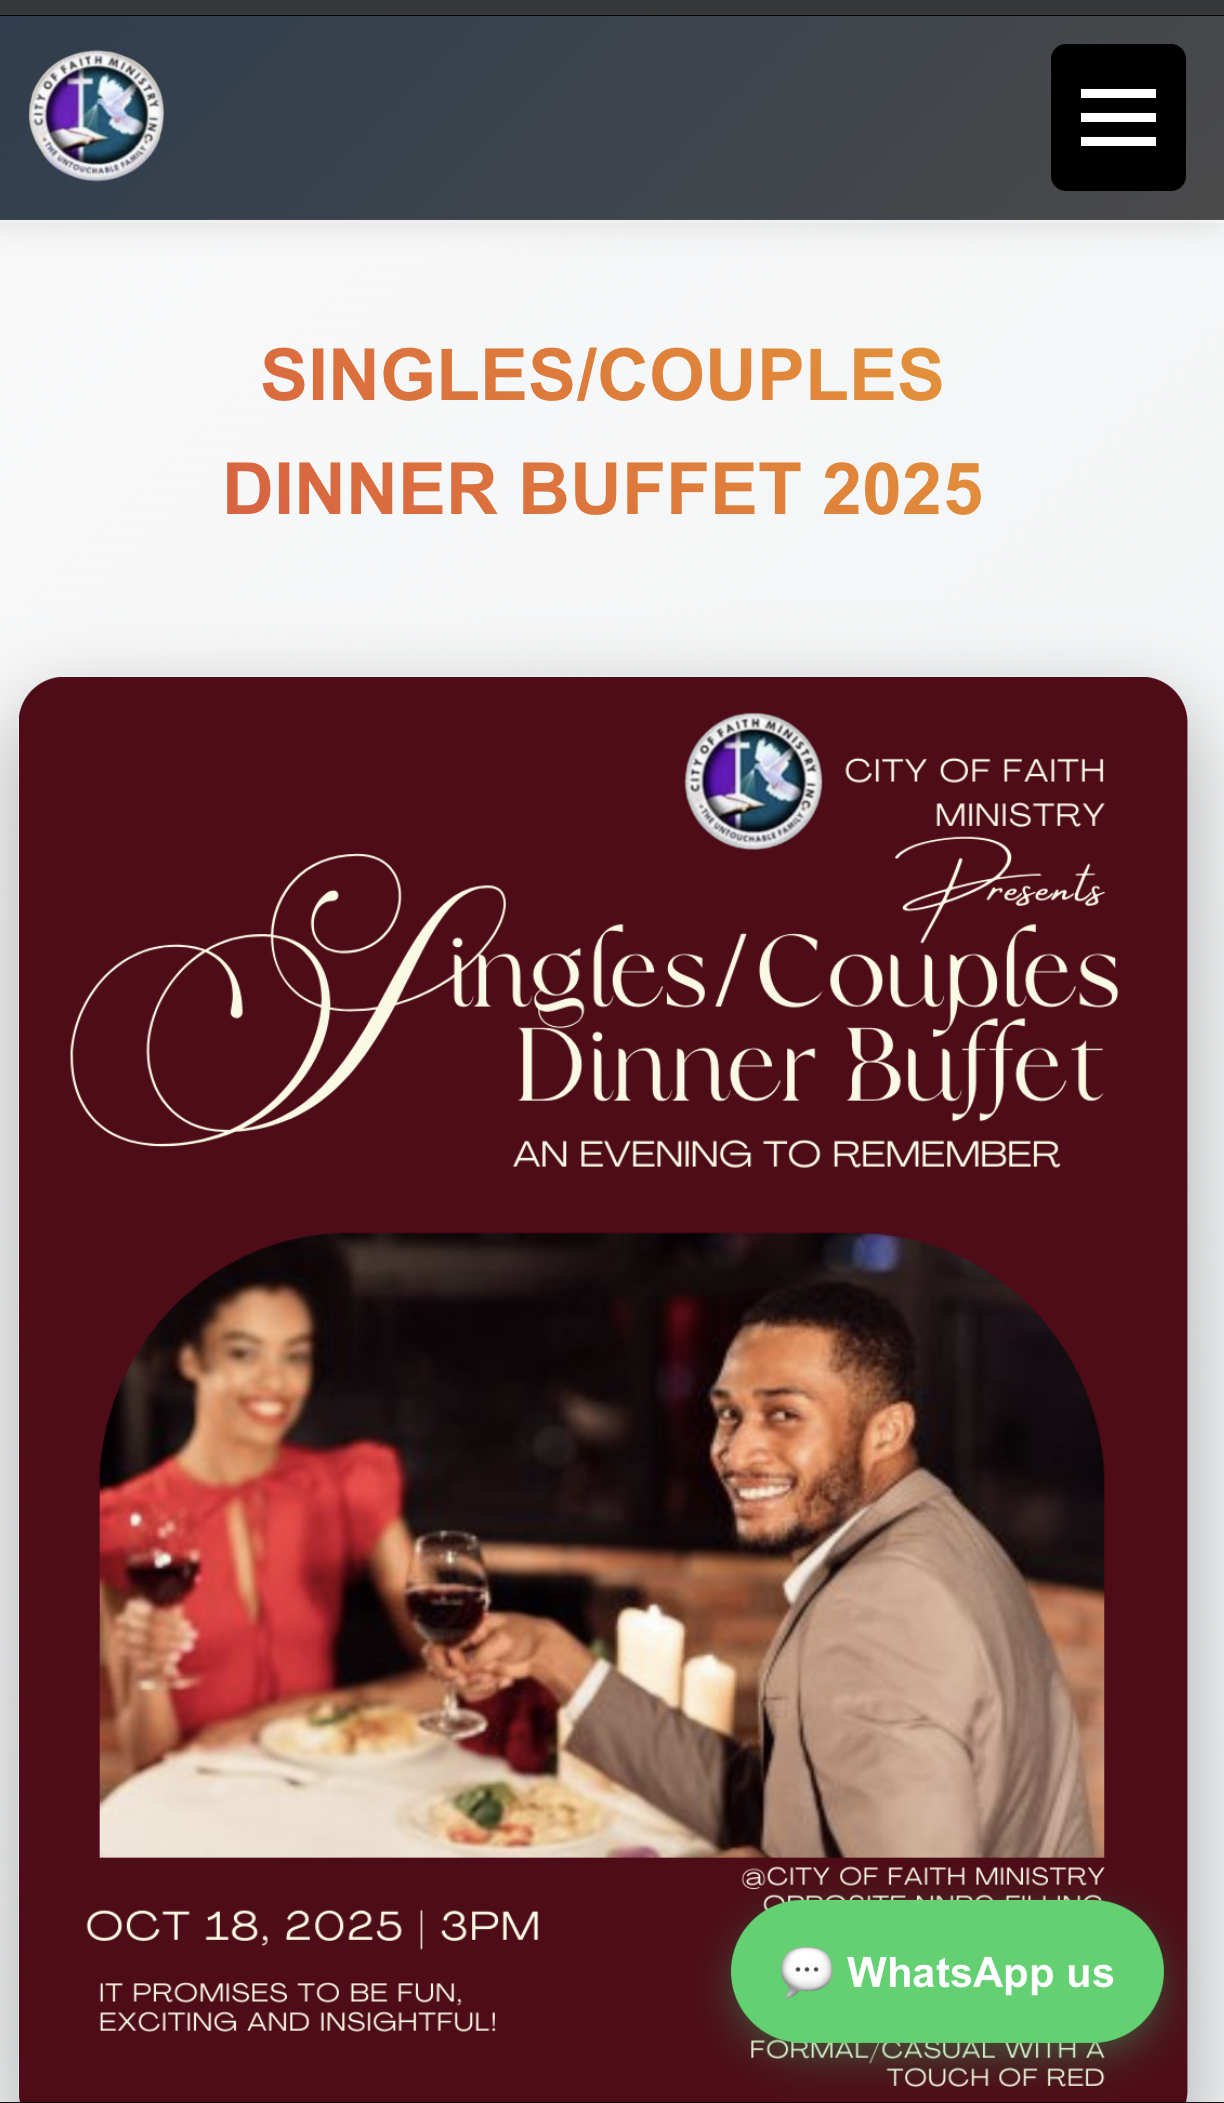 CITY OF FAITH MINISTRY INC
• THE UNTOUCHABLE FAMILY •
SINGLES/COUPLES
DINNER BUFFET 2025
CITY OF FAITH MINISTRY INC
• THE UNTOUCHABLE FAMILY •
CITY OF FAITH
MINISTRY
Presents
Singles/Couples
Dinner Buffet
AN EVENING TO REMEMBER
@CITY OF FAITH MINISTRY
OPPOSITE NNPC FILLING
OCT 18, 2025 | 3PM
IT PROMISES TO BE FUN,
EXCITING AND INSIGHTFUL!
WhatsApp us
FORMAL/CASUAL WITH A
TOUCH OF RED